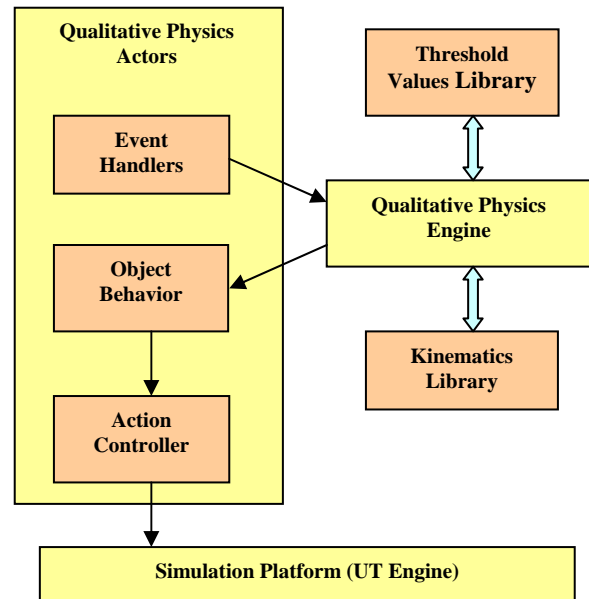 Qualitative Physics
Actors
Event
Handlers
Object
Behavior
Action
Controller
Threshold
Values Library
Qualitative Physics
Engine
Kinematics
Library
Simulation Platform (UT Engine)